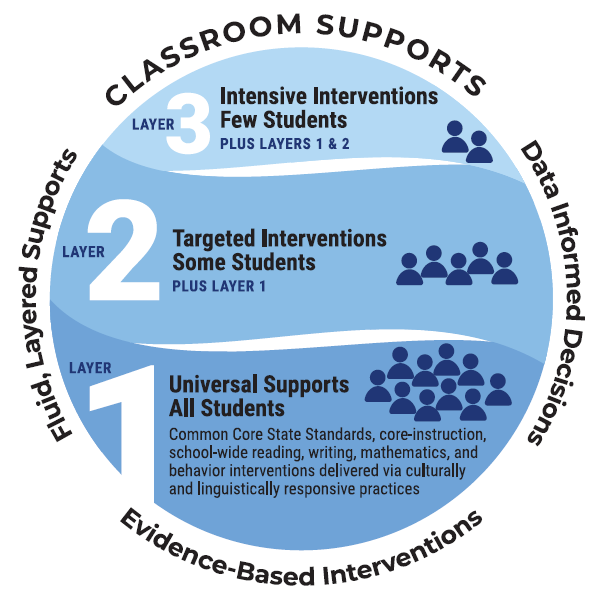 CLASSROOM SUPPORTS
LAYER 3
Intensive Interventions
Few Students
PLUS LAYERS 1 & 2
LAYER 2
Targeted Interventions
Some Students
PLUS LAYER 1
LAYER 1
Universal Supports
All Students
Common Core State Standards, core-instruction,
school-wide reading, writing, mathematics, and
behavior interventions delivered via culturally
and linguistically responsive practices
Fluid, Layered Supports
Data Informed Decisions
Evidence-Based Interventions